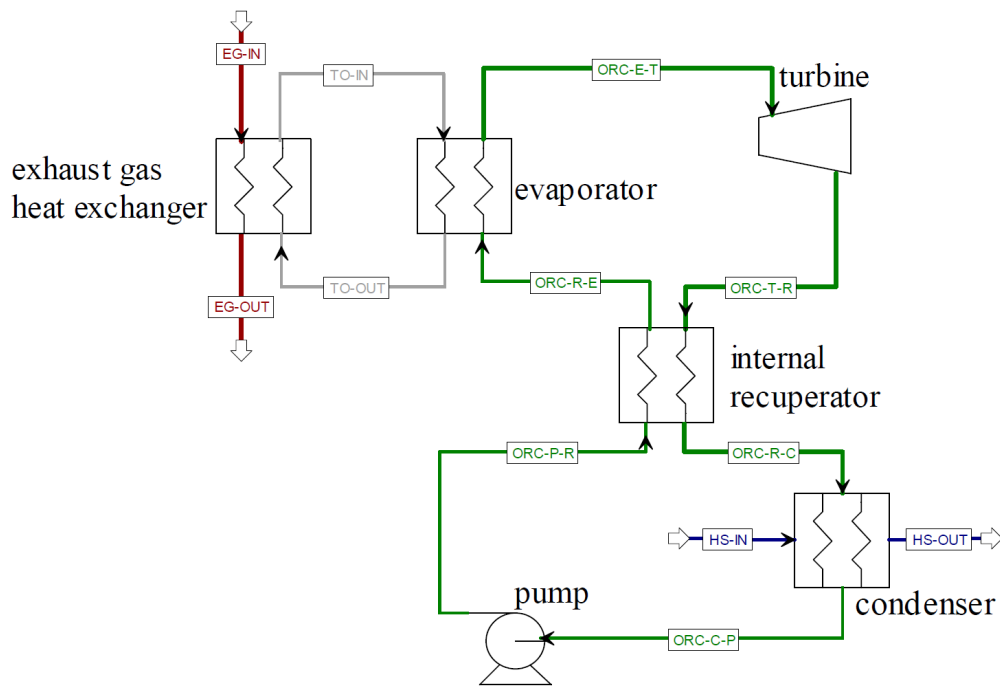 EG-IN
TO-IN
ORC-E-T
turbine
exhaust gas
heat exchanger
evaporator
EG-OUT
TO-OUT
ORC-R-E
ORC-T-R
internal
recuperator
ORC-P-R
ORC-R-C
HS-IN
HS-OUT
pump
condenser
ORC-C-P